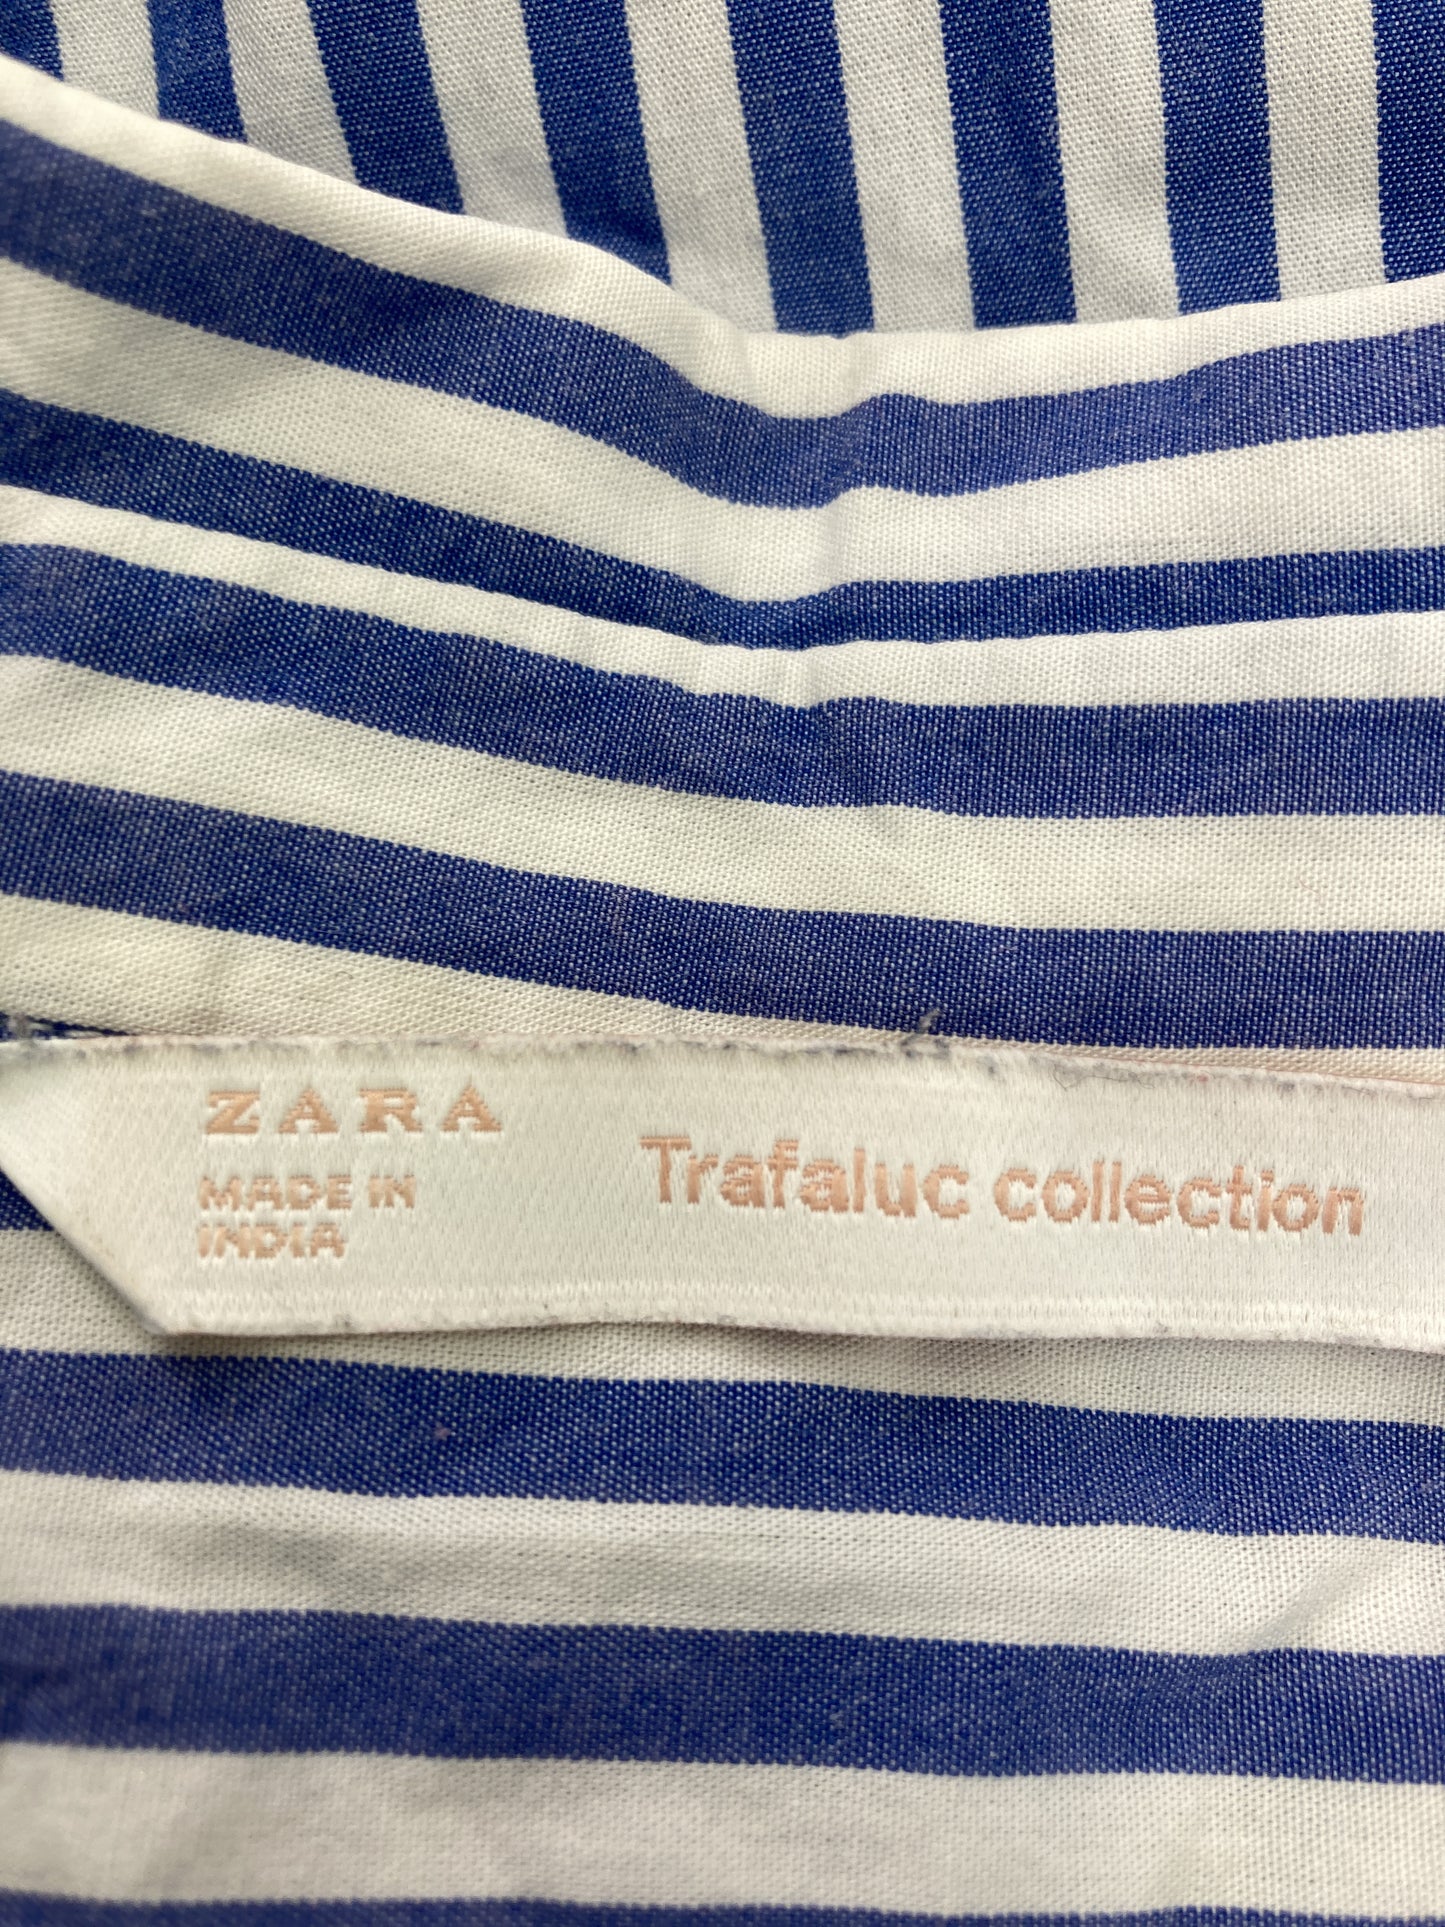 ZARA
MADE IN
INDIA
Trafaluc collection